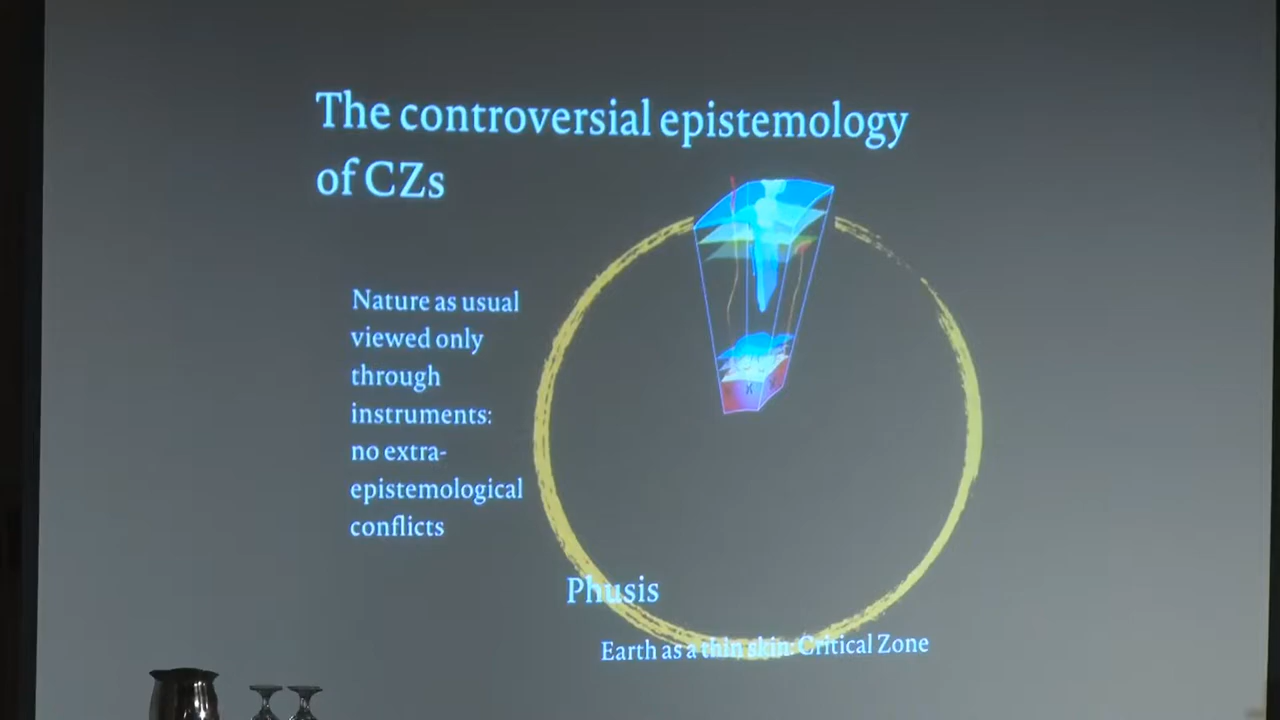 The controversial epistemology
of CZs
Nature as usual
viewed only
through
instruments:
no extra-
epistemological
conflicts
Phusis
Earth as a thin skin: Critical Zone